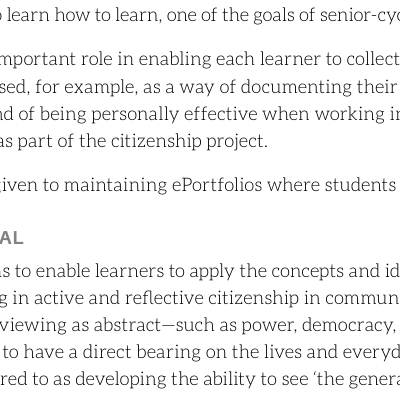 learn how to learn, one of the goals of senior-cy
important role in enabling each learner to collect
sed, for example, as a way of documenting their
nd of being personally effective when working in
as part of the citizenship project.
given to maintaining ePortfolios where students
AL
s to enable learners to apply the concepts and id
g in active and reflective citizenship in commun
viewing as abstract—such as power, democracy,
to have a direct bearing on the lives and everyd
red to as developing the ability to see ‘the genera